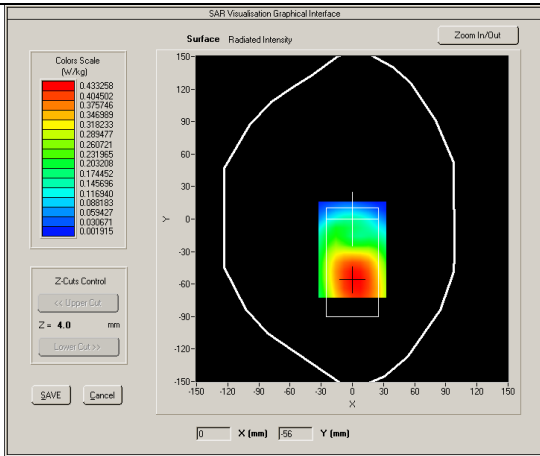 SAR Visualisation Graphical Interface
Surface Radiated Intensity
Zoom In/Out
Colors Scale
(W/kg)
0.433258
0.404502
0.375746
0.346989
0.318233
0.289477
0.260721
0.231965
0.203208
0.174452
0.145696
0.116940
0.088183
0.059427
0.030671
0.001915
Z-Cuts Control
<< Upper Cut
Z = 4.0 mm
Lower Cut >>
SAVE Cancel
150-
120-
90-
60-
30-
0-
-30-
-60-
-90-
-120-
-150-
Y
-150 -120 -90 -60 -30 0 30 60 90 120 150
X
0 X (mm) -56 Y (mm)